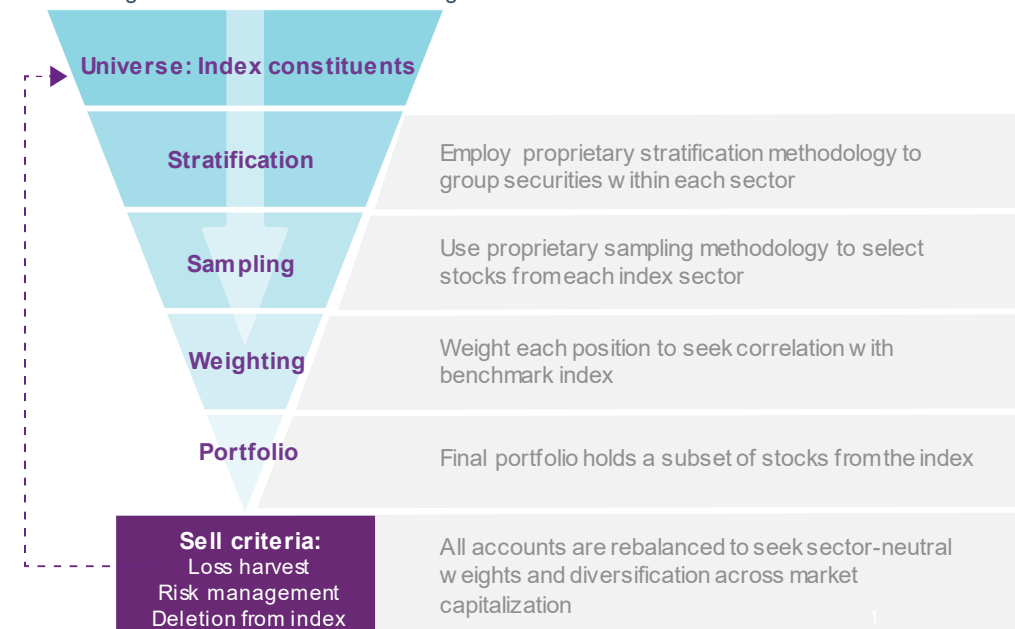 Universe: Index constituents
Stratification
Employ proprietary stratification methodology to
group securities within each sector
Sampling
Use proprietary sampling methodology to select
stocks from each index sector
Weighting
Weight each position to seek correlation with
benchmark index
Portfolio
Final portfolio holds a subset of stocks from the index
Sell criteria:
Loss harvest
Risk management
Deletion from index
All accounts are rebalanced to seek sector-neutral
weights and diversification across market
capitalization
1